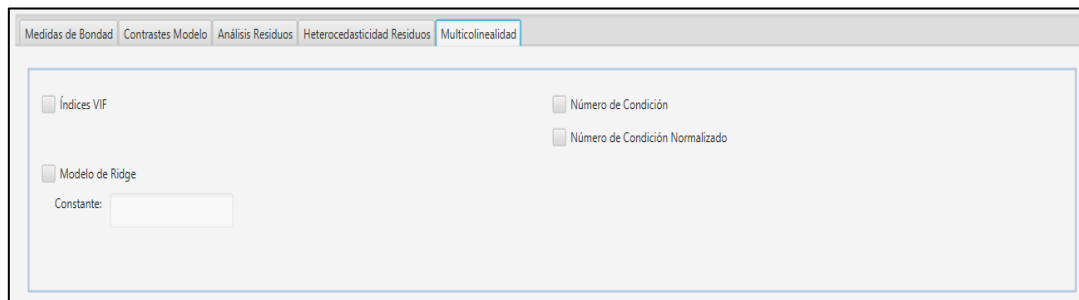 Medidas de Bondad Contrastes Modelo Análisis Residuos Heterocedasticidad Residuos Multicolinealidad
Índices VIF
Número de Condición
Número de Condición Normalizado
Modelo de Ridge
Constante: